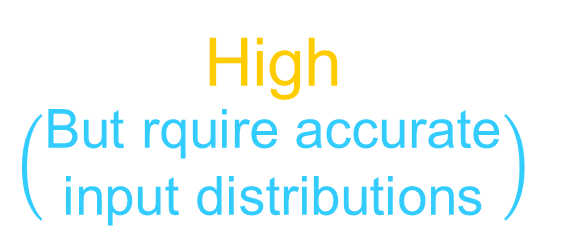 High
(But rquire accurate
input distributions)